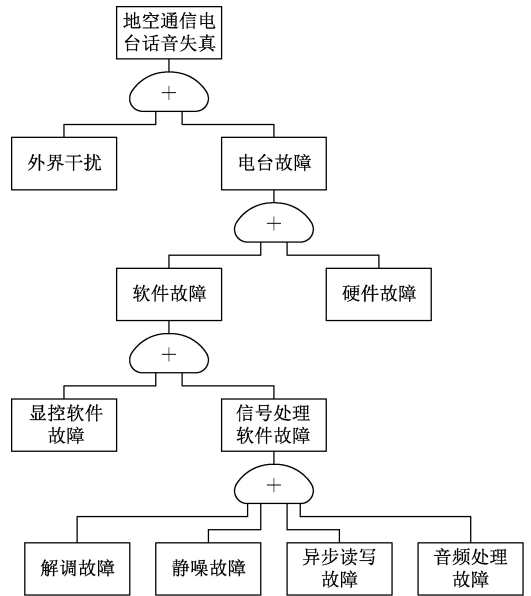 地空通信电
台话音失真
+
外界干扰
电台故障
+
软件故障
硬件故障
+
显控软件
故障
信号处理
软件故障
+
解调故障
静噪故障
异步读写
故障
音频处理
故障